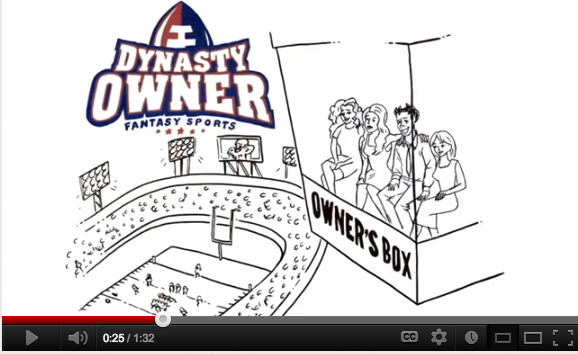 DYNASTY
OWNER
FANTASY SPORTS
OWNER'S BOX
0:25 / 1:32
CC